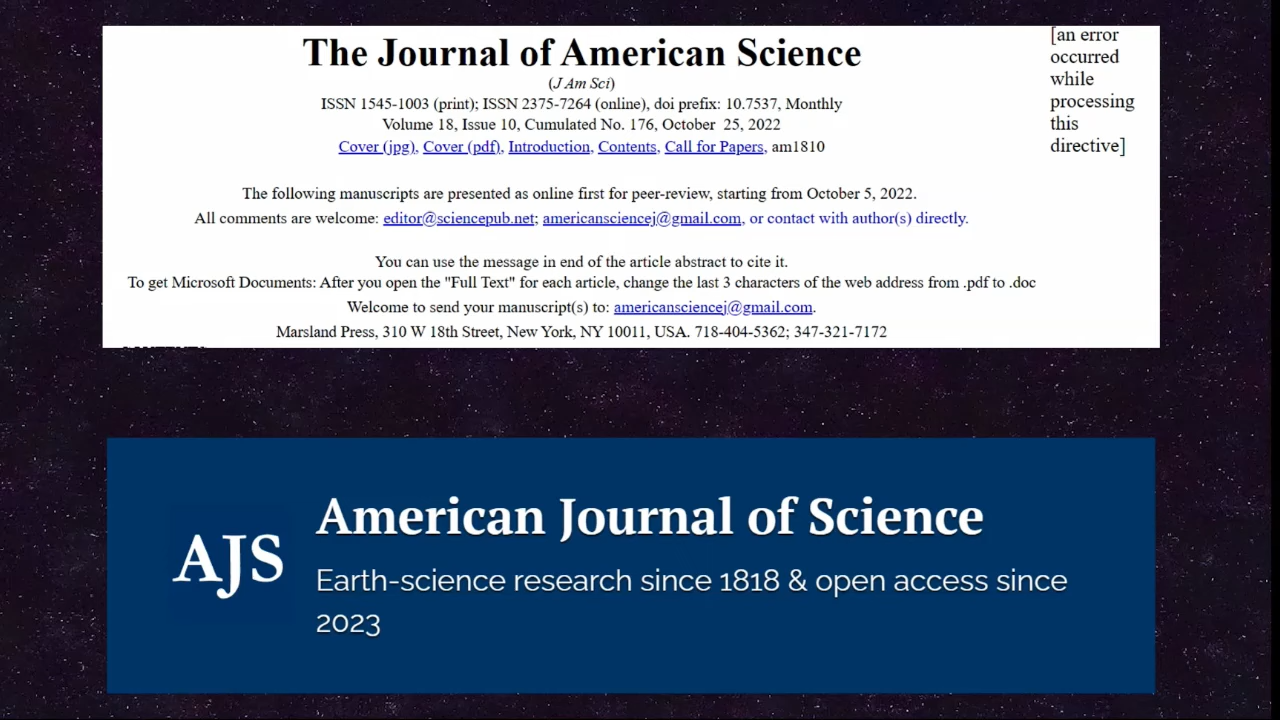 The Journal of American Science
(J Am Sci)
ISSN 1545-1003 (print); ISSN 2375-7264 (online), doi prefix: 10.7537, Monthly
Volume 18, Issue 10, Cumulated No. 176, October 25, 2022
Cover (jpg), Cover (pdf), Introduction, Contents, Call for Papers, am1810
The following manuscripts are presented as online first for peer-review, starting from October 5, 2022.
All comments are welcome: editor@sciencepub.net; americansciencej@gmail.com, or contact with author(s) directly.
You can use the message in end of the article abstract to cite it.
To get Microsoft Documents: After you open the "Full Text" for each article, change the last 3 characters of the web address from .pdf to .doc
Welcome to send your manuscript(s) to: americansciencej@gmail.com.
Marsland Press, 310 W 18th Street, New York, NY 10011, USA. 718-404-5362; 347-321-7172
[an error
occurred
while
processing
this
directive]
AJS
American Journal of Science
Earth-science research since 1818 & open access since
2023